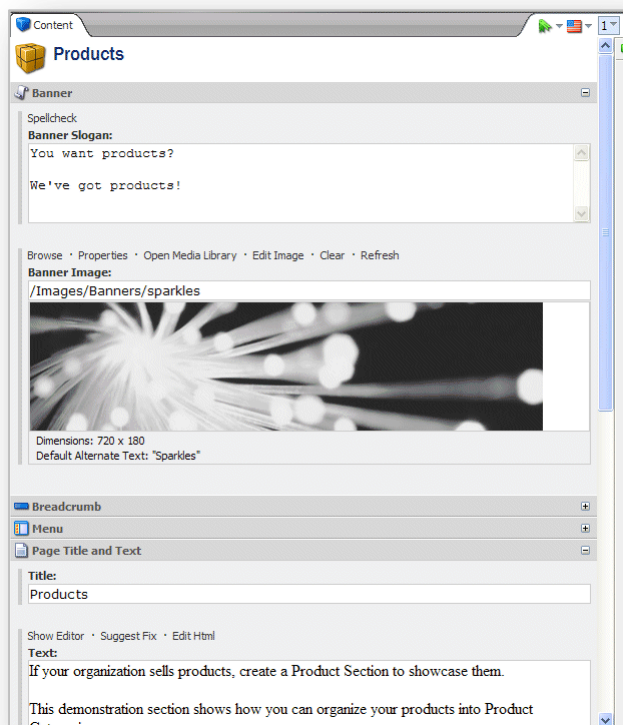 Content
1
Products
Banner
Spellcheck
Banner Slogan:
You want products?
We've got products!
Browse · Properties · Open Media Library · Edit Image · Clear · Refresh
Banner Image:
/Images/Banners/sparkles
Dimensions: 720 x 180
Default Alternate Text: "Sparkles"
Breadcrumb
Menu
Page Title and Text
Title:
Products
Show Editor · Suggest Fix · Edit Html
Text:
If your organization sells products, create a Product Section to showcase them.
This demonstration section shows how you can organize your products into Product